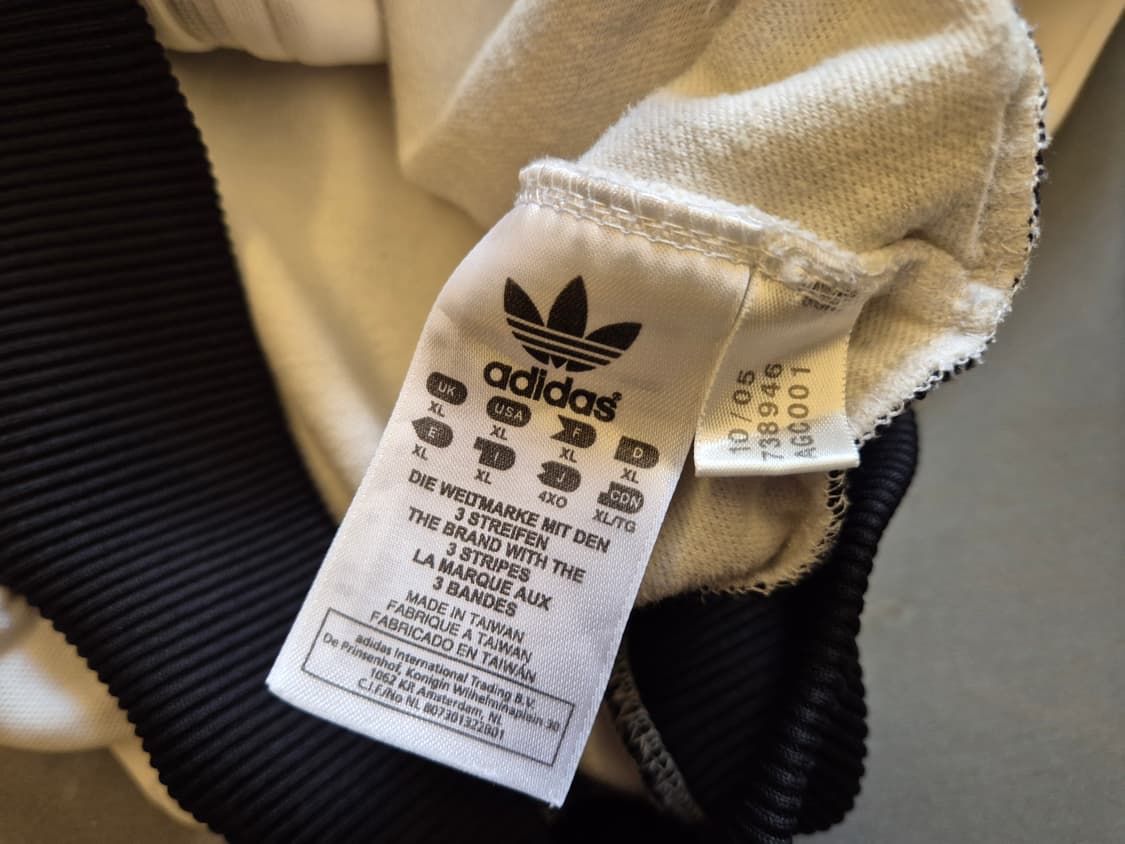 adidas®
UK USA F D
XL XL XL XL
E I J CDN
XL XL 4XO XL/TG
DIE WELTMARKE MIT DEN
3 STREIFEN
THE BRAND WITH THE
3 STRIPES
LA MARQUE AUX
3 BANDES
MADE IN TAIWAN
FABRIQUE A TAIWAN
FABRICADO EN TAIWAN
adidas International Trading B.V.
De Prinsenhof, Konigin Wilhelminaplein 30
1062 KR Amsterdam, NL
C.I.F/No NL 807301322B01
10/05
738946
AGC001